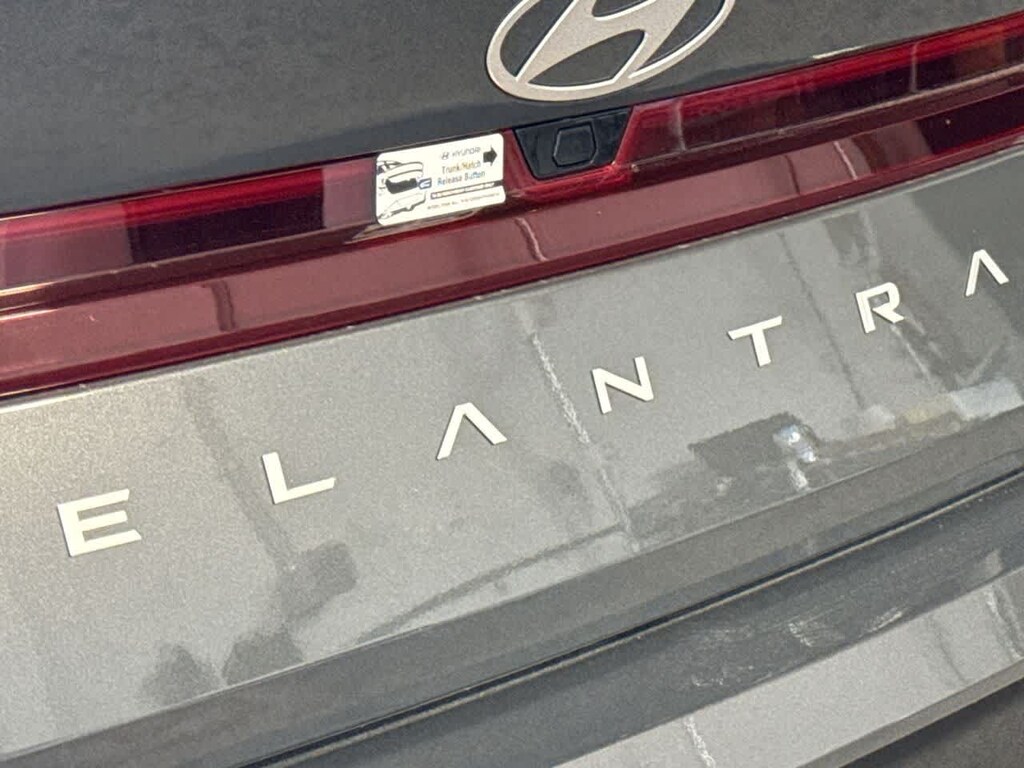 HYUNDAI
Trunk/Hatch
Release Button
ELANTRA